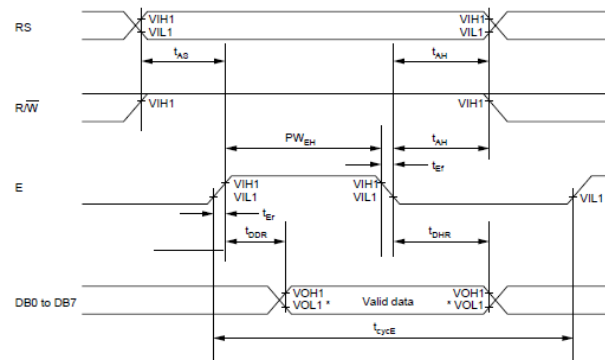 RS
VIH1
VIL1
VIH1
VIL1
tAS
tAH
R/W̅
VIH1
VIH1
PWEH
tAH
tEf
E
VIH1
VIL1
VIH1
VIL1
VIL1
tEr
tDDR
tDHR
DB0 to DB7
VOH1
VOL1 *
Valid data
VOH1
* VOL1
tcycE